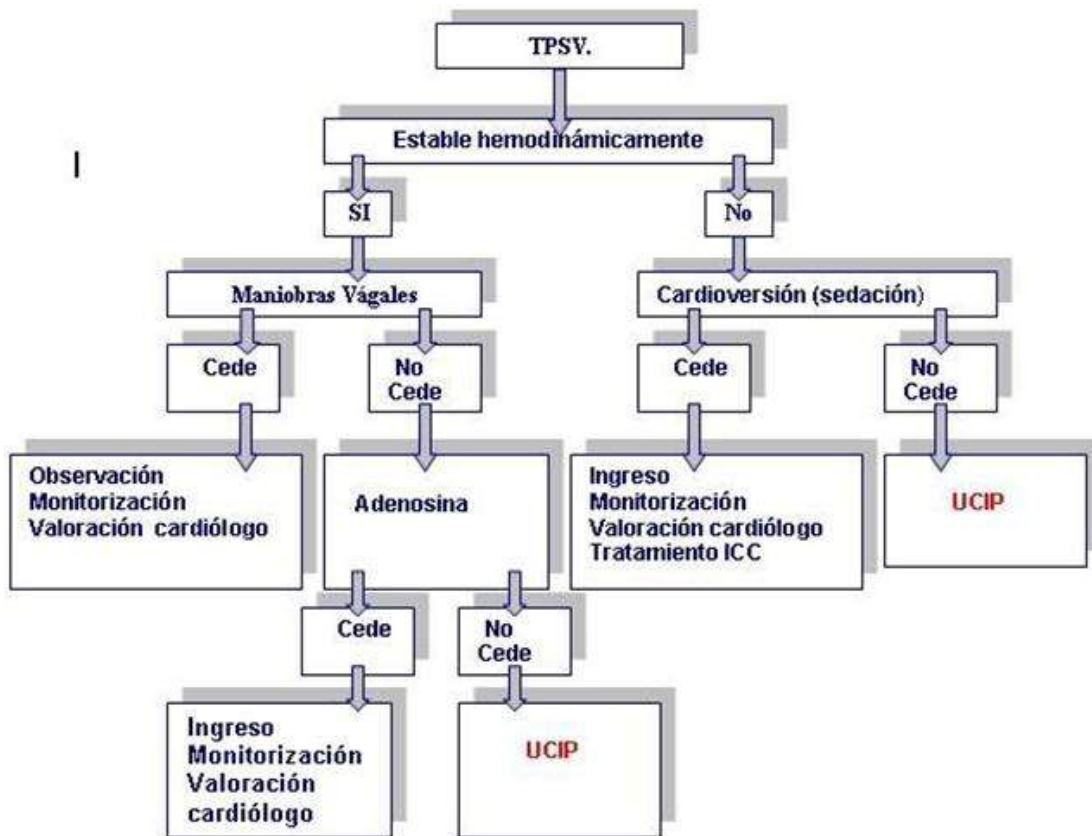 TPSV.
Estable hemodinámicamente
SI
No
Maniobras Vágales
Cardioversión (sedación)
Cede
No
Cede
Cede
No
Cede
Observación
Monitorización
Valoración cardiólogo
Adenosina
Ingreso
Monitorización
Valoración cardiólogo
Tratamiento ICC
UCIP
Cede
No
Cede
Ingreso
Monitorización
Valoración
cardiólogo
UCIP